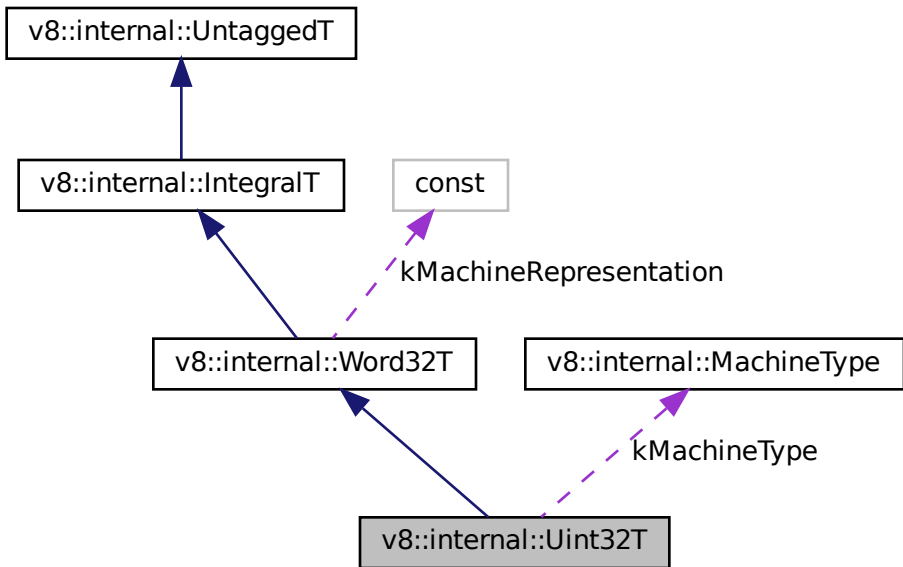 v8::internal::UntaggedT
v8::internal::IntegralT
const
kMachineRepresentation
v8::internal::Word32T
v8::internal::MachineType
kMachineType
v8::internal::Uint32T